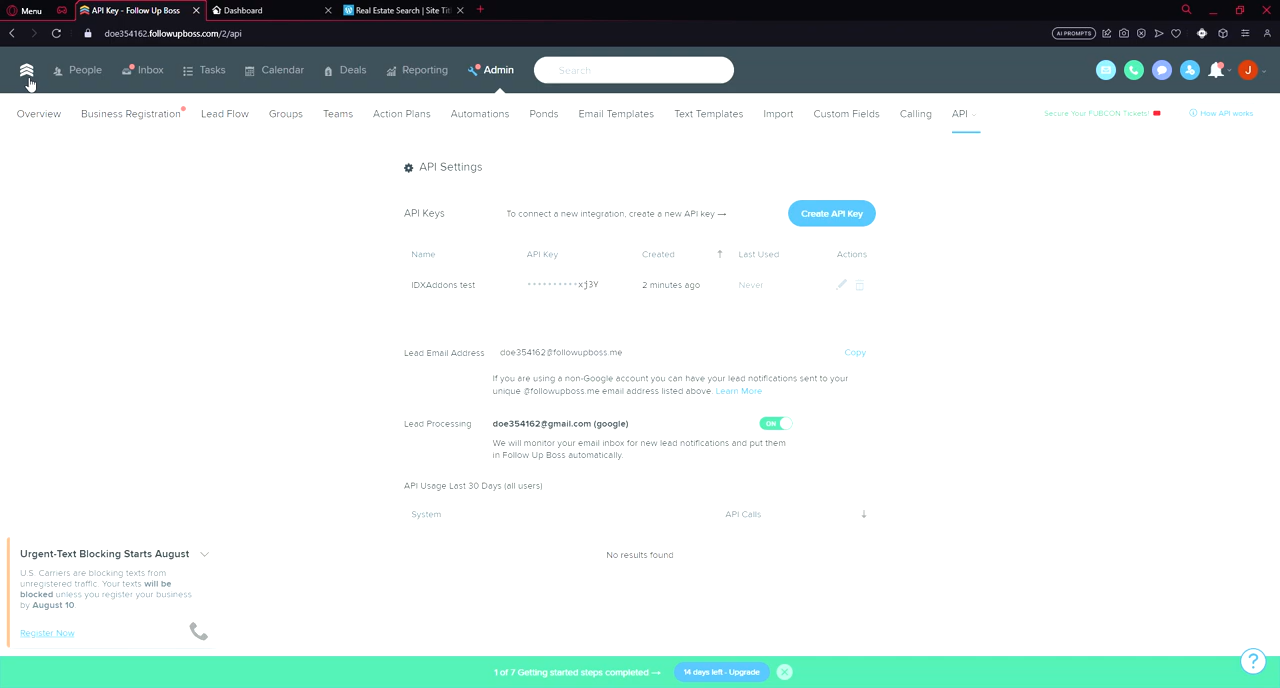 Menu
API Key - Follow Up Boss
Dashboard
Real Estate Search | Site Titl
doe354162.followupboss.com/2/api
AI PROMPTS
People
Inbox
Tasks
Calendar
Deals
Reporting
Admin
Search
J
Overview
Business Registration
Lead Flow
Groups
Teams
Action Plans
Automations
Ponds
Email Templates
Text Templates
Import
Custom Fields
Calling
API
Secure Your FUBCON Tickets!
How API works
API Settings
API Keys
To connect a new integration, create a new API key →
Create API Key
Name
API Key
Created
Last Used
Actions
IDXAddons test
**********xj3Y
2 minutes ago
Never
Lead Email Address
doe354162@followupboss.me
Copy
If you are using a non-Google account you can have your lead notifications sent to your
unique @followupboss.me email address listed above. Learn More
Lead Processing
doe354162@gmail.com (google)
ON
We will monitor your email inbox for new lead notifications and put them
in Follow Up Boss automatically.
API Usage Last 30 Days (all users)
System
API Calls
No results found
Urgent-Text Blocking Starts August
U.S. Carriers are blocking texts from
unregistered traffic. Your texts will be
blocked unless you register your business
by August 10.
Register Now
1 of 7 Getting started steps completed →
14 days left - Upgrade
?